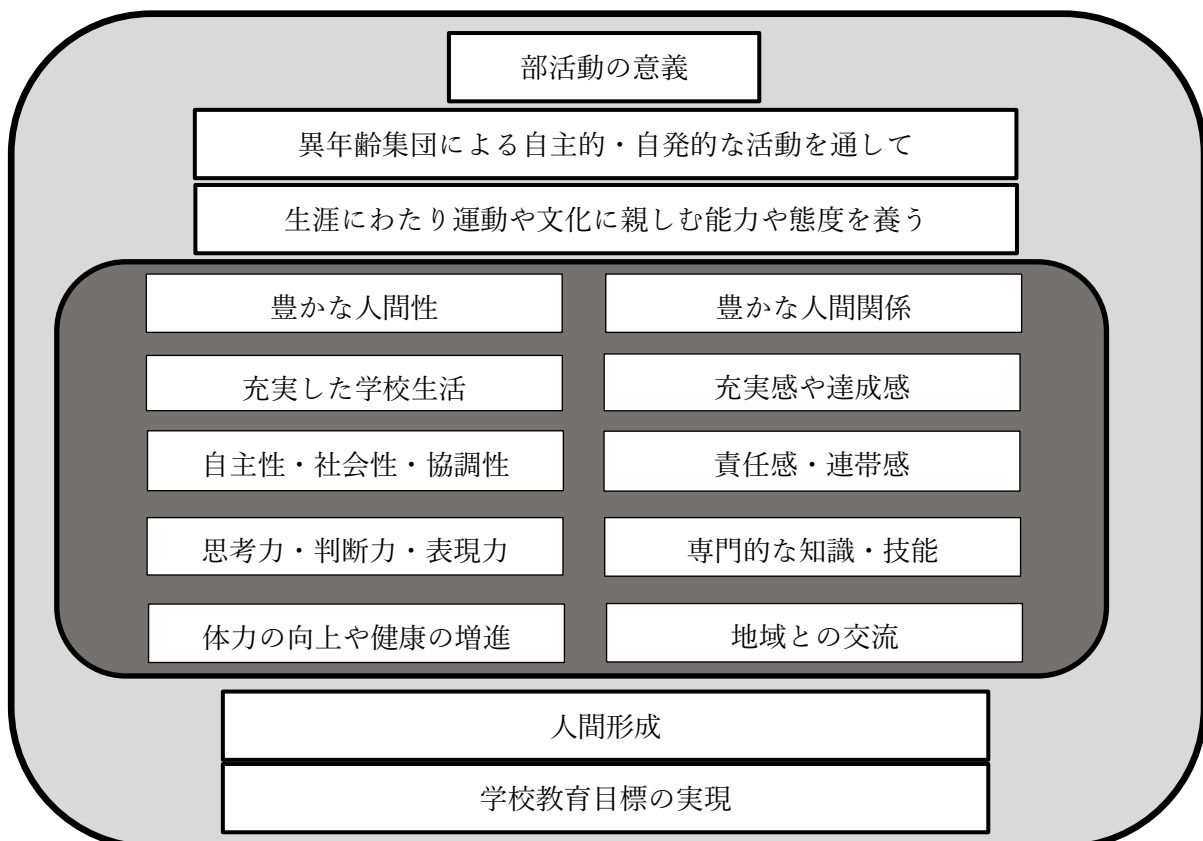 部活動の意義
異年齢集団による自主的・自発的な活動を通して
生涯にわたり運動や文化に親しむ能力や態度を養う
豊かな人間性
豊かな人間関係
充実した学校生活
充実感や達成感
自主性・社会性・協調性
責任感・連帯感
思考力・判断力・表現力
専門的な知識・技能
体力の向上や健康の増進
地域との交流
人間形成
学校教育目標の実現